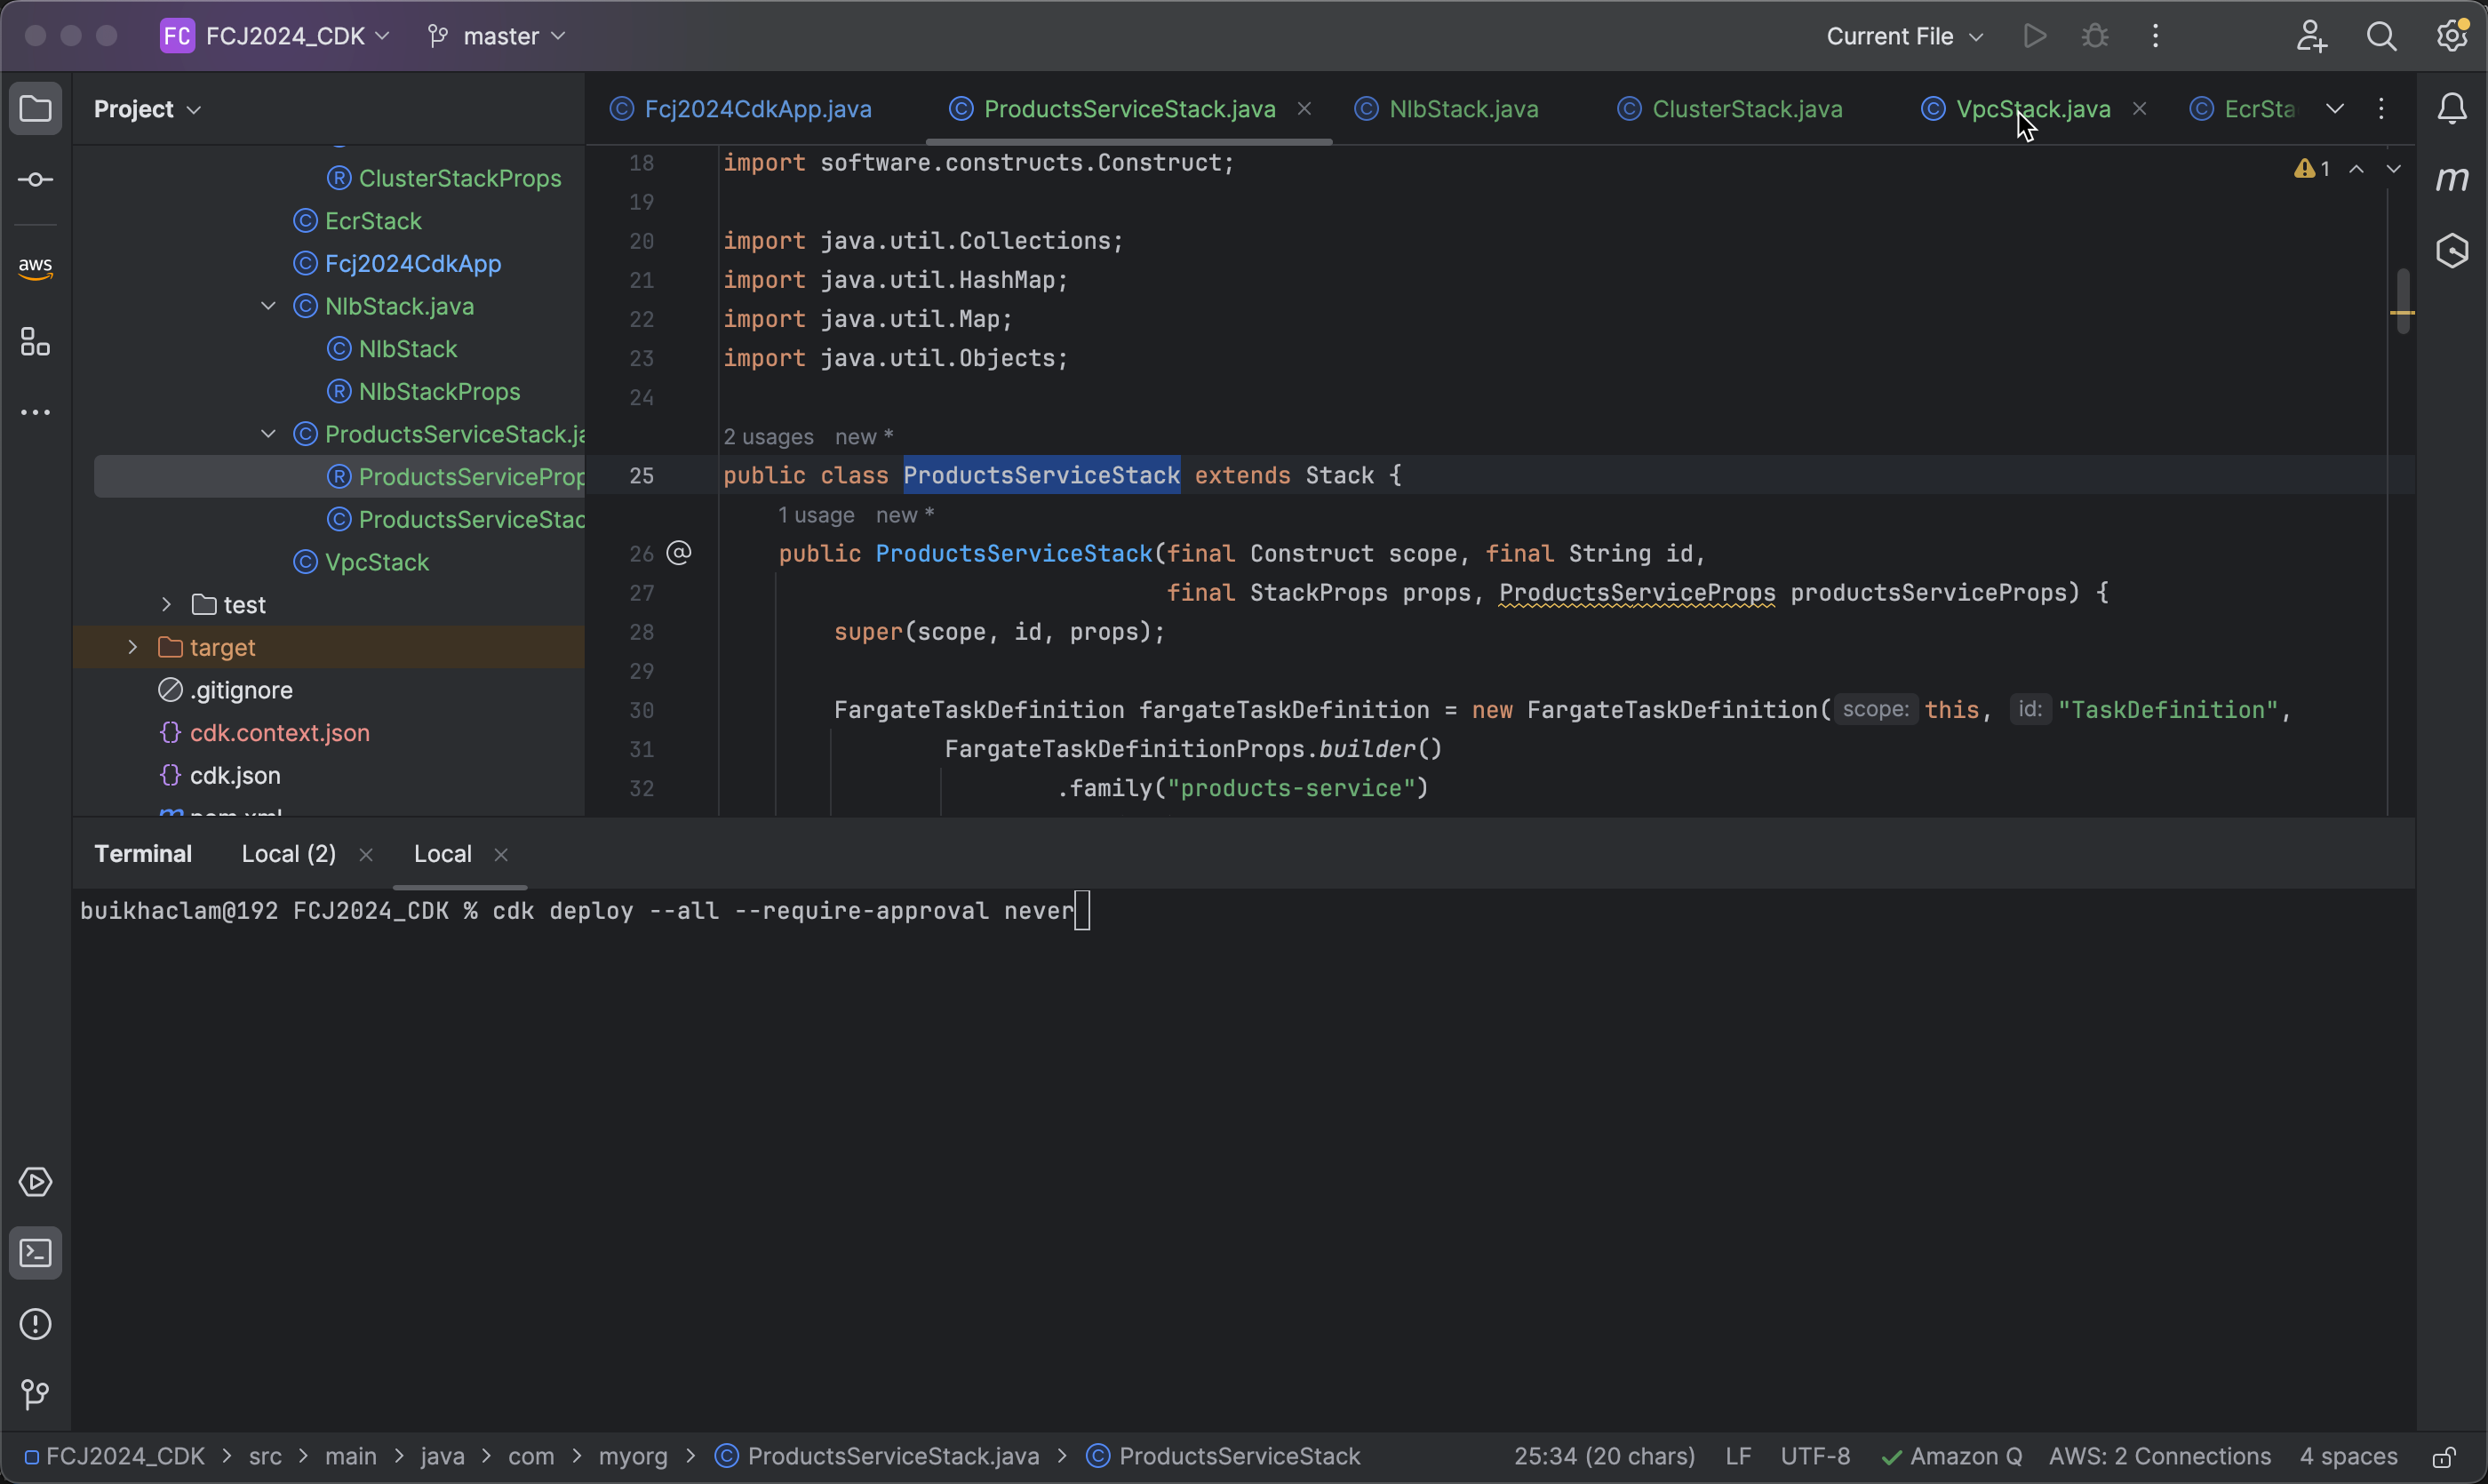 FC FCJ2024_CDK master Current File
Project
Fcj2024CdkApp.java ProductsServiceStack.java NlbStack.java ClusterStack.java VpcStack.java EcrSta
aws
ClusterStackProps
EcrStack
Fcj2024CdkApp
NlbStack.java
NlbStack
NlbStackProps
ProductsServiceStack.ja
ProductsServiceProp
ProductsServiceStac
VpcStack
test
target
.gitignore
cdk.context.json
cdk.json
pom.xml
1
18 import software.constructs.Construct;
19
20 import java.util.Collections;
21 import java.util.HashMap;
22 import java.util.Map;
23 import java.util.Objects;
24
2 usages new *
25 public class ProductsServiceStack extends Stack {
1 usage new *
26 @ public ProductsServiceStack(final Construct scope, final String id,
27 final StackProps props, ProductsServiceProps productsServiceProps) {
28 super(scope, id, props);
29
30 FargateTaskDefinition fargateTaskDefinition = new FargateTaskDefinition( scope: this, id: "TaskDefinition",
31 FargateTaskDefinitionProps.builder()
32 .family("products-service")
m
Terminal Local (2) Local
buikhaclam@192 FCJ2024_CDK % cdk deploy --all --require-approval never
FCJ2024_CDK > src > main > java > com > myorg > ProductsServiceStack.java > ProductsServiceStack 25:34 (20 chars) LF UTF-8 Amazon Q AWS: 2 Connections 4 spaces